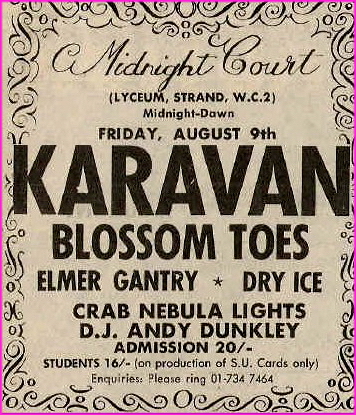 A Midnight Court
(LYCEUM, STRAND, W.C.2)
Midnight-Dawn
FRIDAY, AUGUST 9th
KARAVAN
BLOSSOM TOES
ELMER GANTRY ★ DRY ICE
CRAB NEBULA LIGHTS
D.J. ANDY DUNKLEY
ADMISSION 20/-
STUDENTS 16/- (on production of S.U. Cards only)
Enquiries: Please ring 01-734 7464